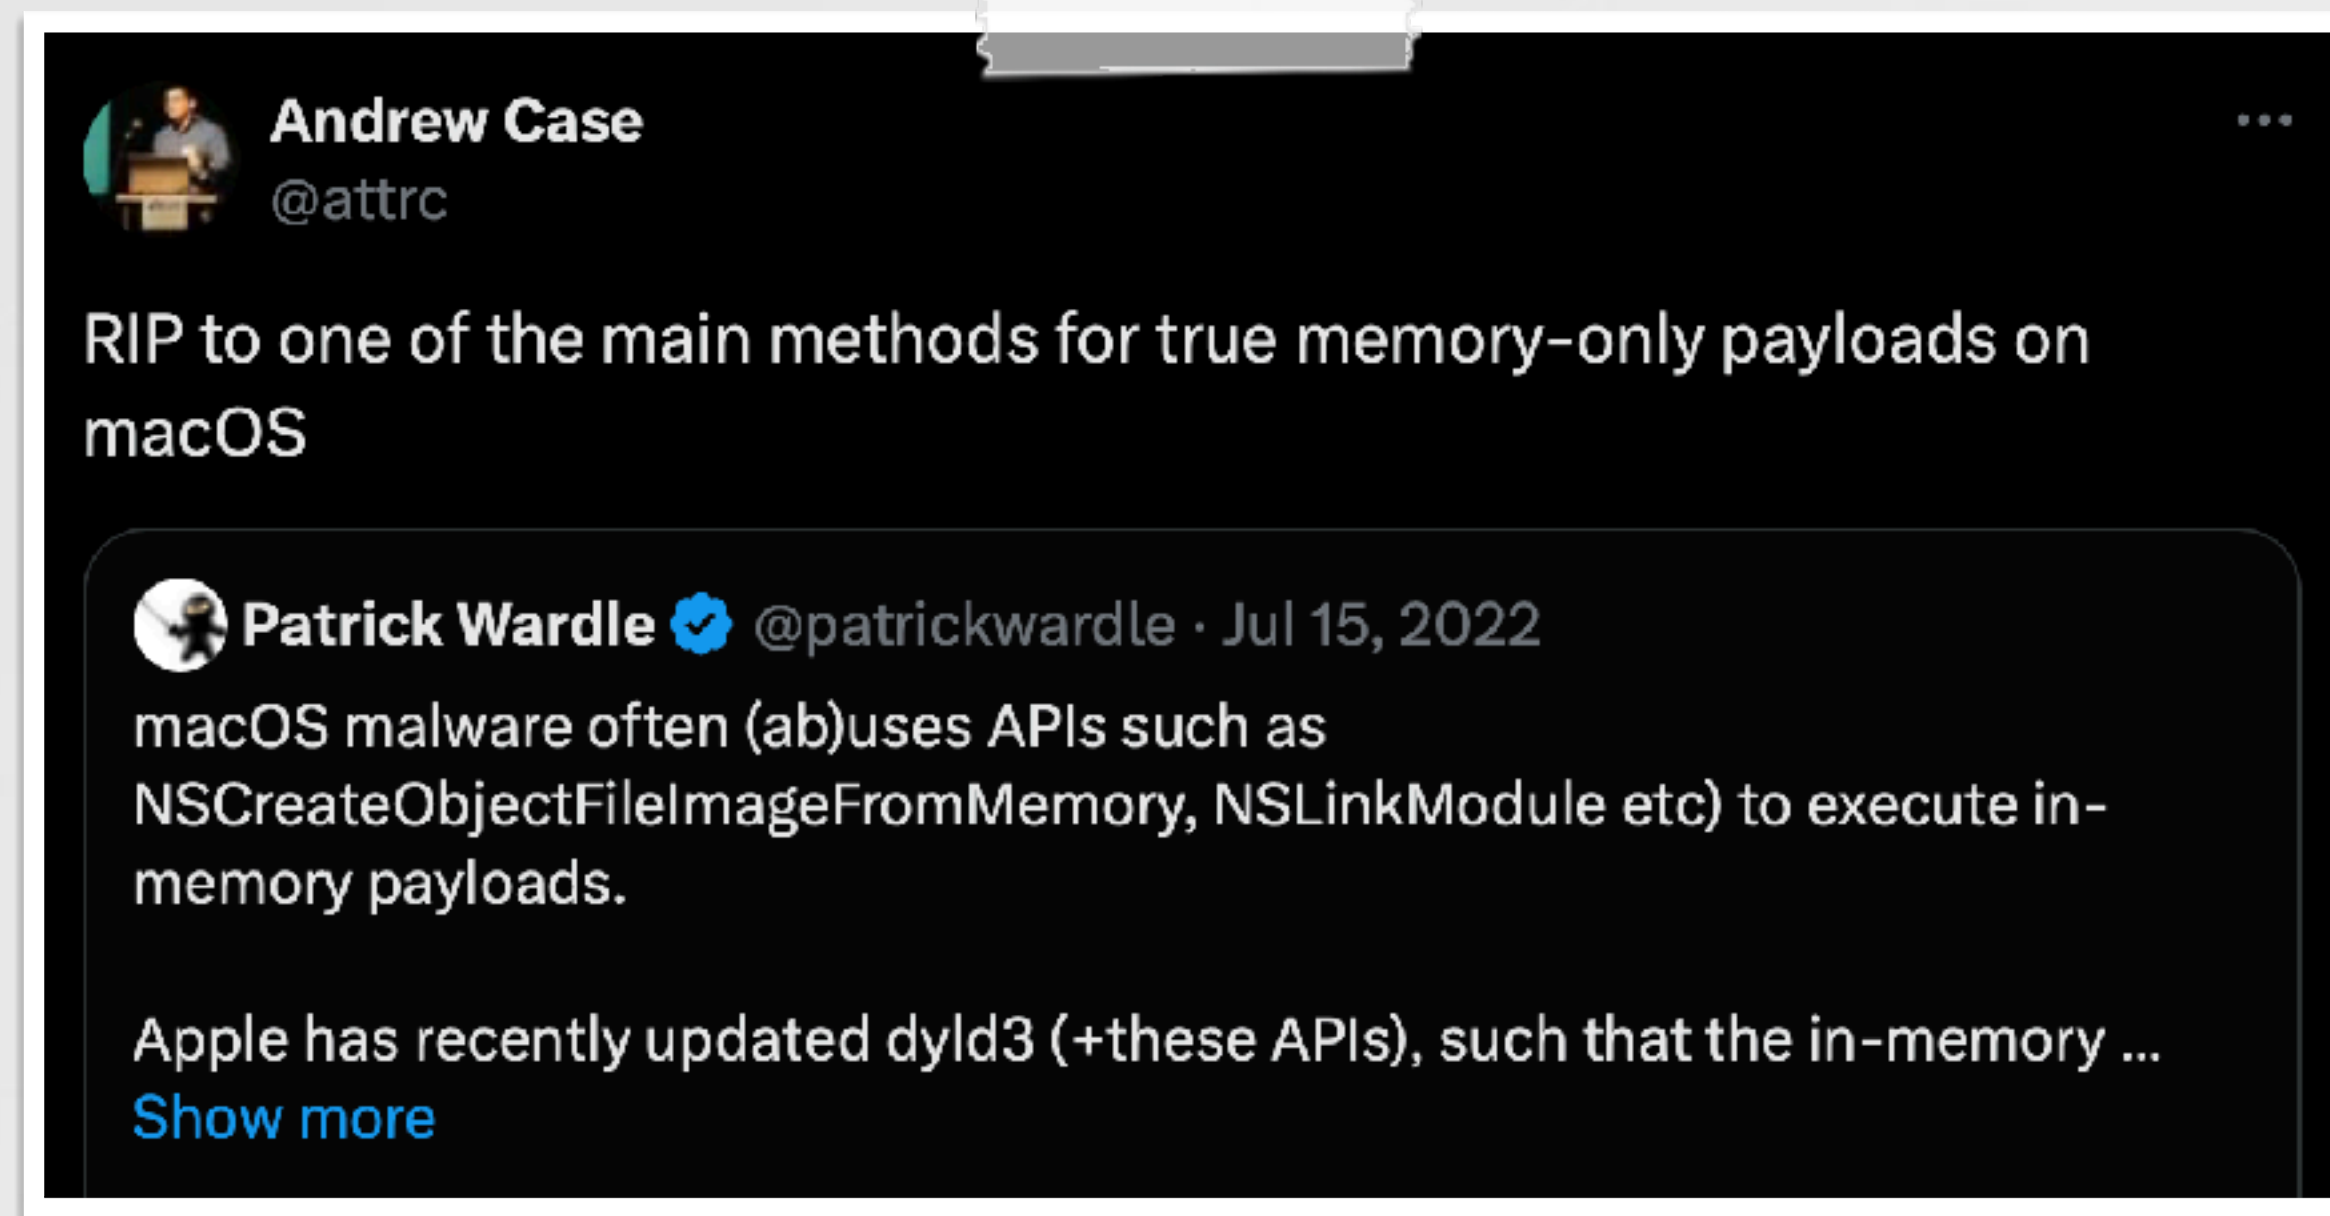 Andrew Case
@attrc
RIP to one of the main methods for true memory-only payloads on
macOS
Patrick Wardle @patrickwardle · Jul 15, 2022
macOS malware often (ab)uses APIs such as
NSCreateObjectFileImageFromMemory, NSLinkModule etc) to execute in-
memory payloads.
Apple has recently updated dyld3 (+these APIs), such that the in-memory ...
Show more